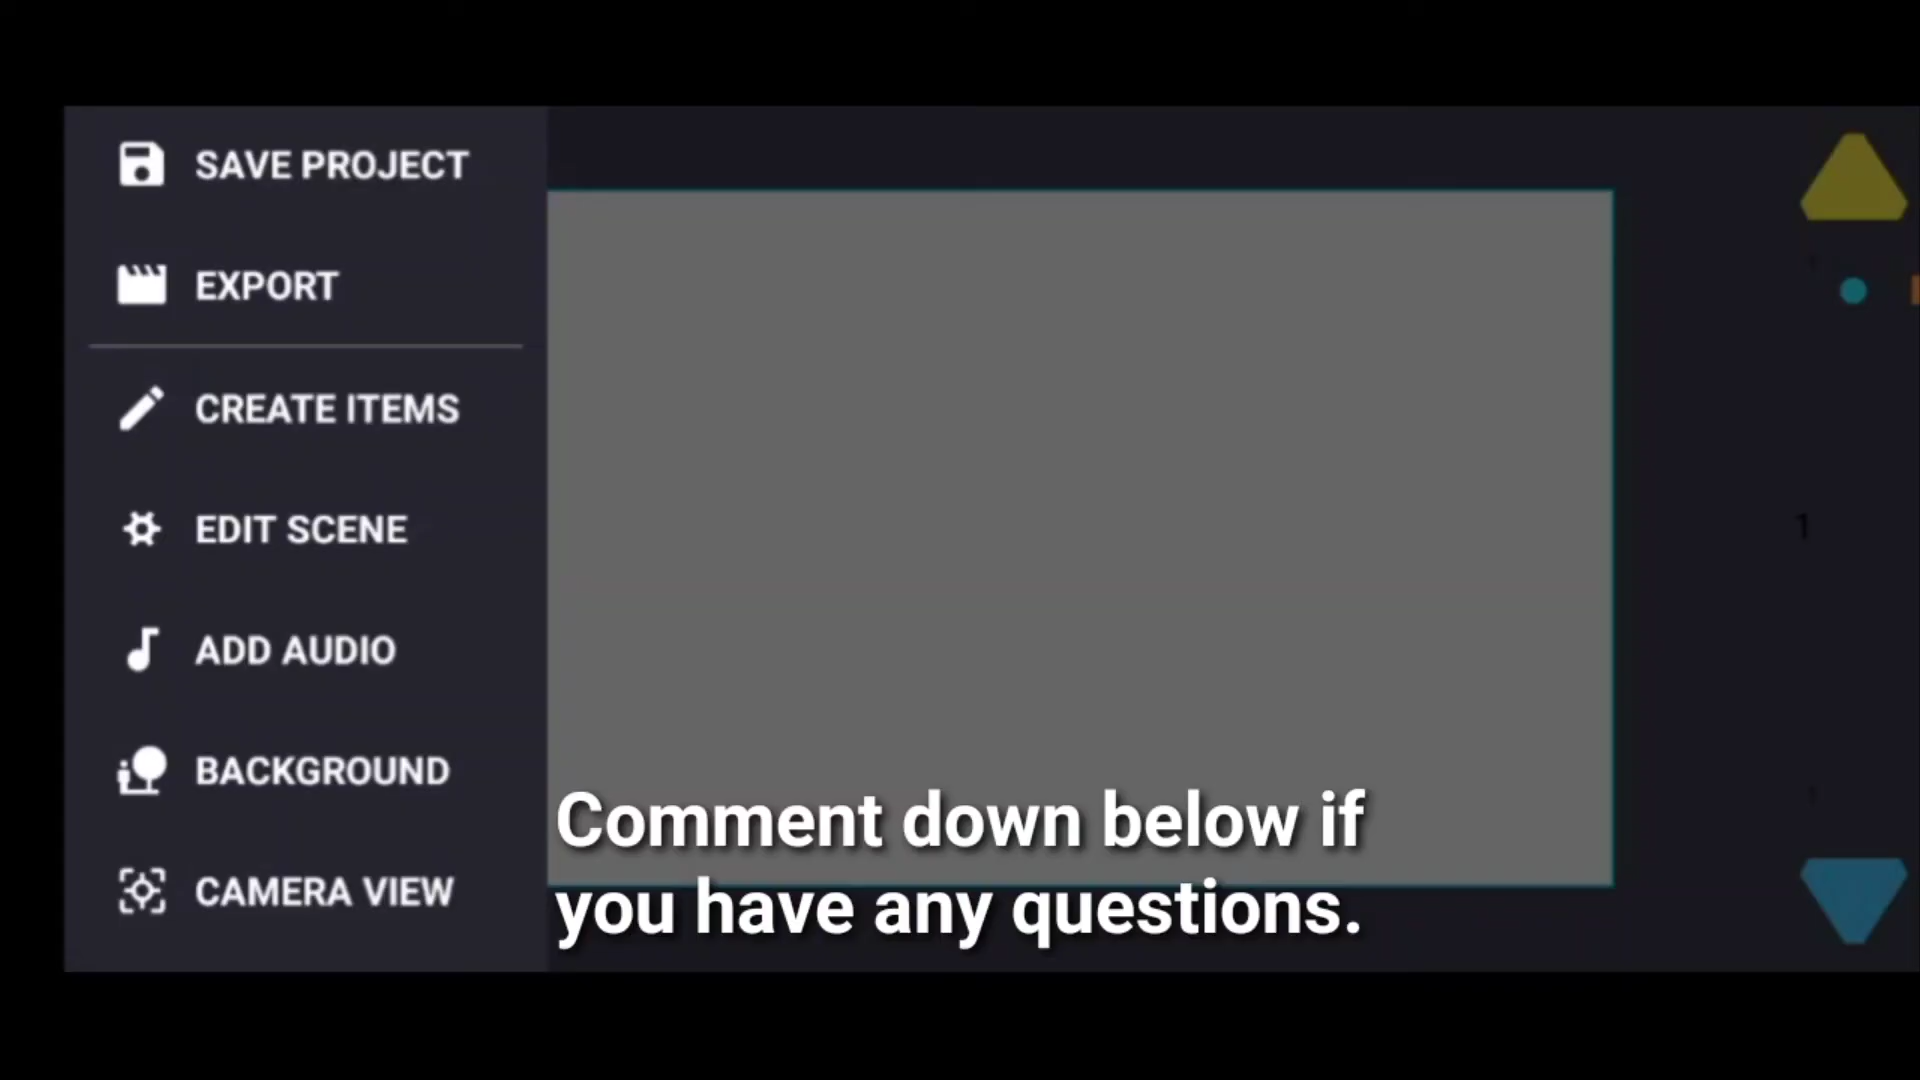 SAVE PROJECT
EXPORT
CREATE ITEMS
EDIT SCENE
ADD AUDIO
BACKGROUND
CAMERA VIEW
1
Comment down below if
you have any questions.